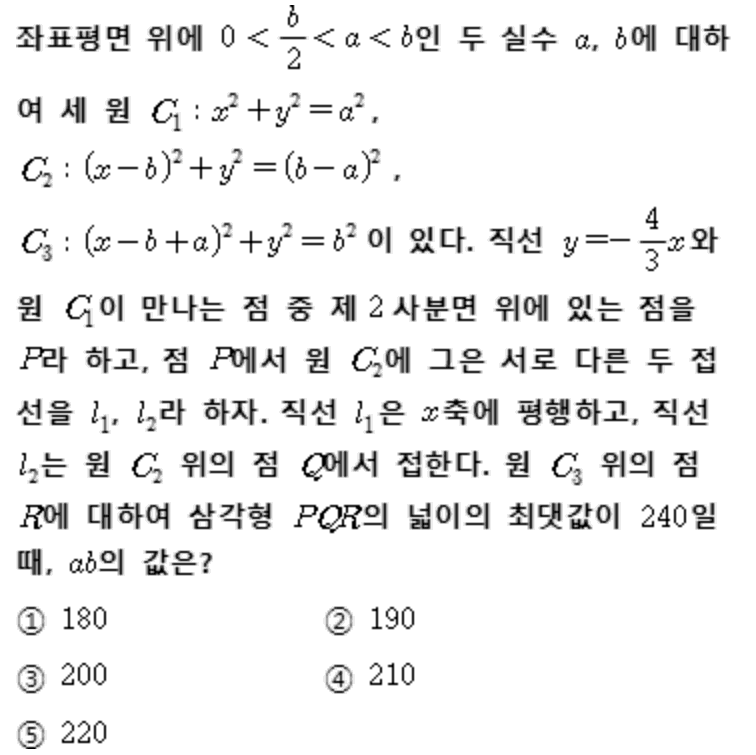 좌표평면 위에 0 < b/2 < a < b인 두 실수 a, b에 대하
여 세 원 C₁ : x² + y² = a² ,
C₂ : (x − b)² + y² = (b − a)² ,
C₃ : (x − b + a)² + y² = b² 이 있다. 직선 y = − 4/3 x 와
원 C₁이 만나는 점 중 제 2 사분면 위에 있는 점을
P라 하고, 점 P에서 원 C₂에 그은 서로 다른 두 접
선을 l₁, l₂라 하자. 직선 l₁은 x축에 평행하고, 직선
l₂는 원 C₂ 위의 점 Q에서 접한다. 원 C₃ 위의 점
R에 대하여 삼각형 PQR의 넓이의 최댓값이 240일
때, ab의 값은?
① 180 ② 190
③ 200 ④ 210
⑤ 220